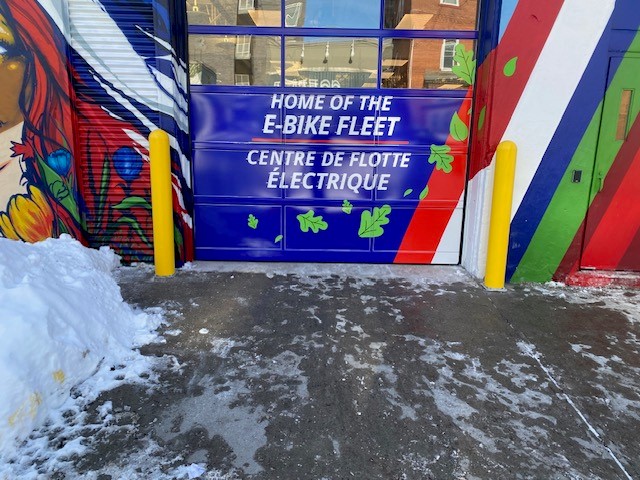 HOME OF THE
E-BIKE FLEET
CENTRE DE FLOTTE
ÉLECTRIQUE